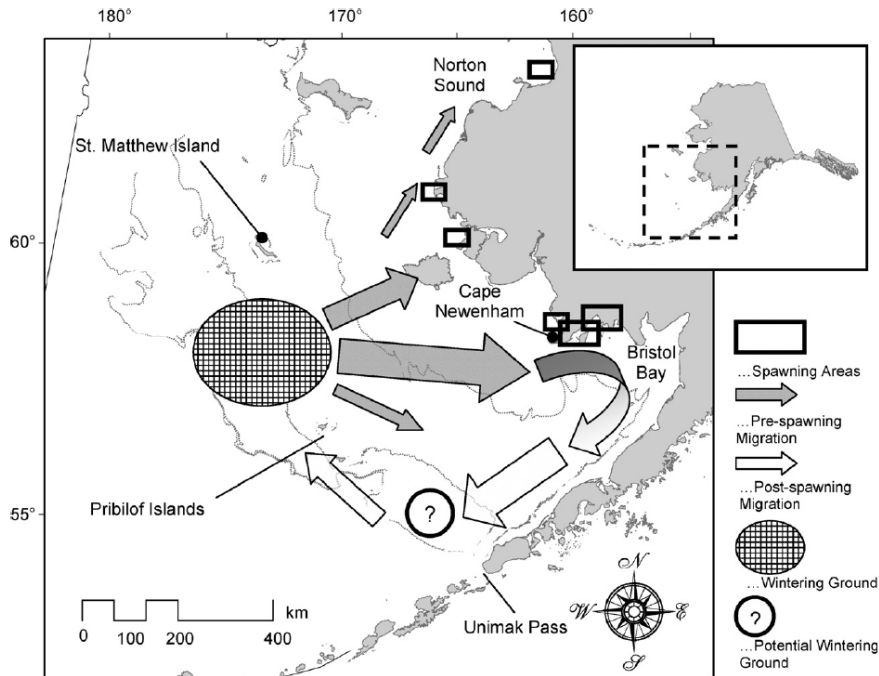 180°
170°
160°
Norton
Sound
St. Matthew Island
60°
Cape
Newenham
Bristol
Bay
...Spawning Areas
...Pre-spawning
Migration
...Post-spawning
Migration
Pribilof Islands
55°
?
...Wintering Ground
?
...Potential Wintering
Ground
km
0
100
200
400
Unimak Pass
N
W
E
S